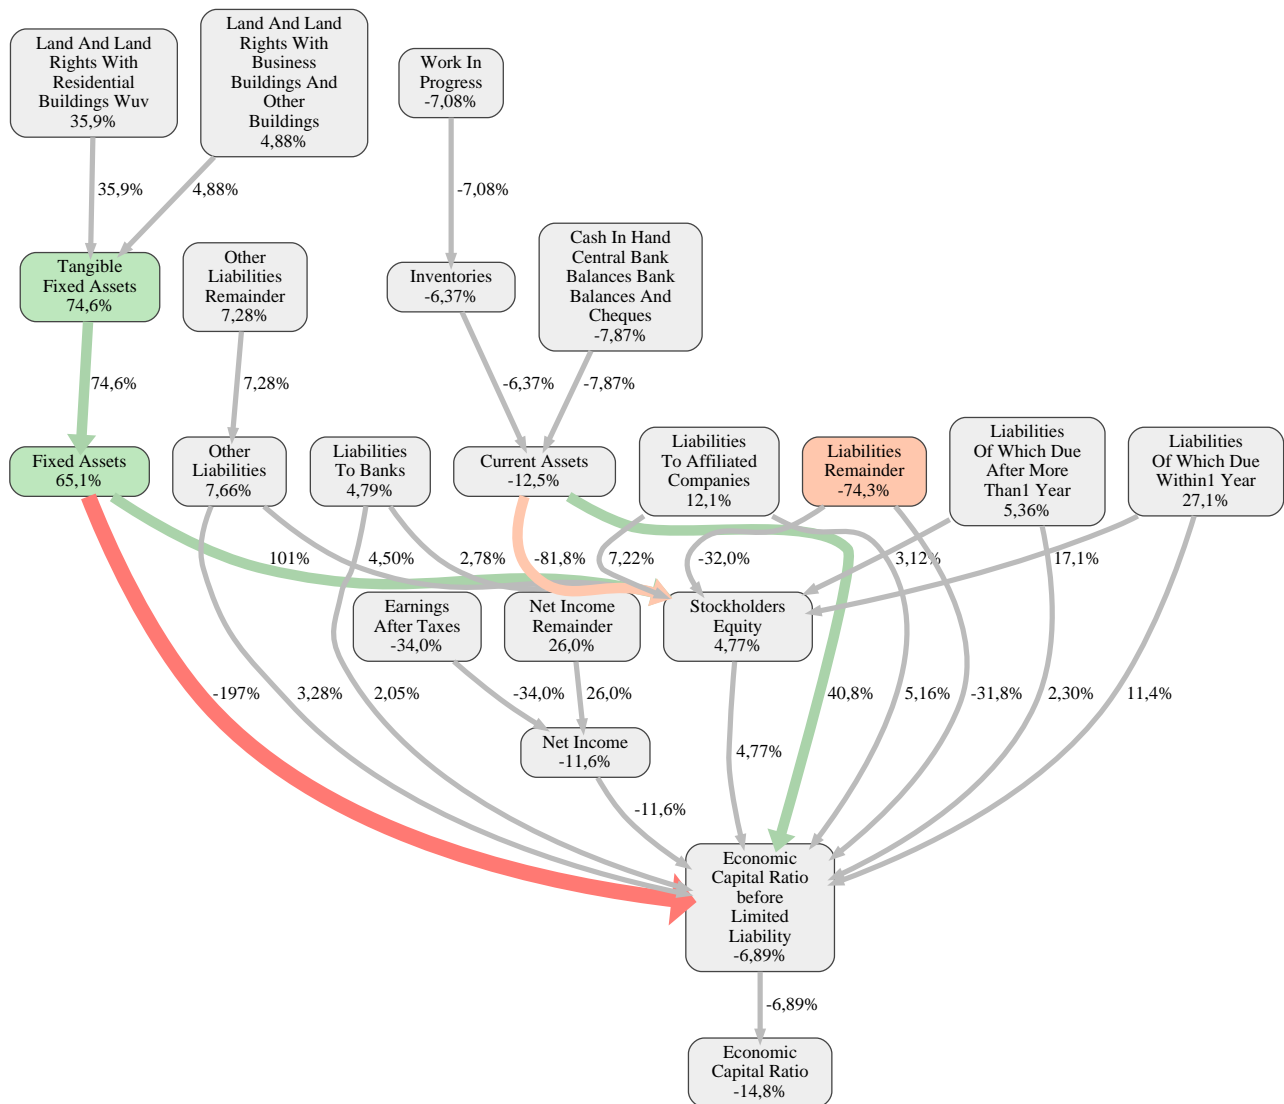 Land And Land
Rights With
Residential
Buildings Wuv
35,9%
Land And Land
Rights With
Business
Buildings And
Other
Buildings
4,88%
Work In
Progress
-7,08%
35,9%
4,88%
-7,08%
Tangible
Fixed Assets
74,6%
Other
Liabilities
Remainder
7,28%
Inventories
-6,37%
Cash In Hand
Central Bank
Balances Bank
Balances And
Cheques
-7,87%
74,6%
7,28%
-6,37%
-7,87%
Fixed Assets
65,1%
Other
Liabilities
7,66%
Liabilities
To Banks
4,79%
Current Assets
-12,5%
Liabilities
To Affiliated
Companies
12,1%
Liabilities
Remainder
-74,3%
Liabilities
Of Which Due
After More
Than1 Year
5,36%
Liabilities
Of Which Due
Within1 Year
27,1%
101%
4,50%
2,78%
-81,8%
7,22%
-32,0%
3,12%
17,1%
Earnings
After Taxes
-34,0%
Net Income
Remainder
26,0%
Stockholders
Equity
4,77%
-197%
3,28%
2,05%
-34,0%
26,0%
40,8%
5,16%
-31,8%
2,30%
11,4%
Net Income
-11,6%
4,77%
-11,6%
Economic
Capital Ratio
before
Limited
Liability
-6,89%
-6,89%
Economic
Capital Ratio
-14,8%